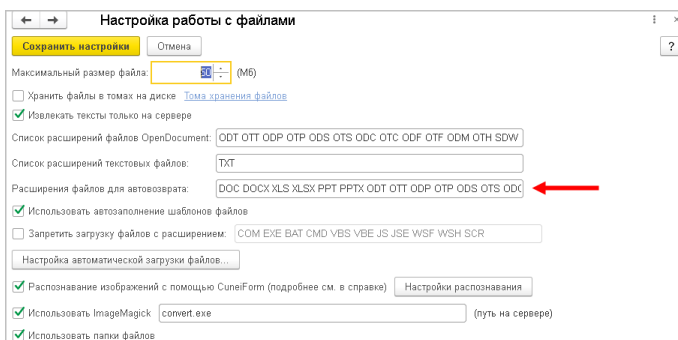 Настройка работы с файлами
Сохранить настройки Отмена ?
Максимальный размер файла: 50 (Мб)
Хранить файлы в томах на диске Тома хранения файлов
Извлекать тексты только на сервере
Список расширений файлов OpenDocument: ODT OTT ODP OTP ODS OTS ODC OTC ODF OTF ODM OTH SDW
Список расширений текстовых файлов: TXT
Расширения файлов для автовозврата: DOC DOCX XLS XLSX PPT PPTX ODT OTT ODP OTP ODS OTS ODC
Использовать автозаполнение шаблонов файлов
Запретить загрузку файлов с расширением: COM EXE BAT CMD VBS VBE JS JSE WSF WSH SCR
Настройка автоматической загрузки файлов...
Распознавание изображений с помощью CuneiForm (подробнее см. в справке) Настройки распознавания
Использовать ImageMagick convert.exe (путь на сервере)
Использовать папки файлов